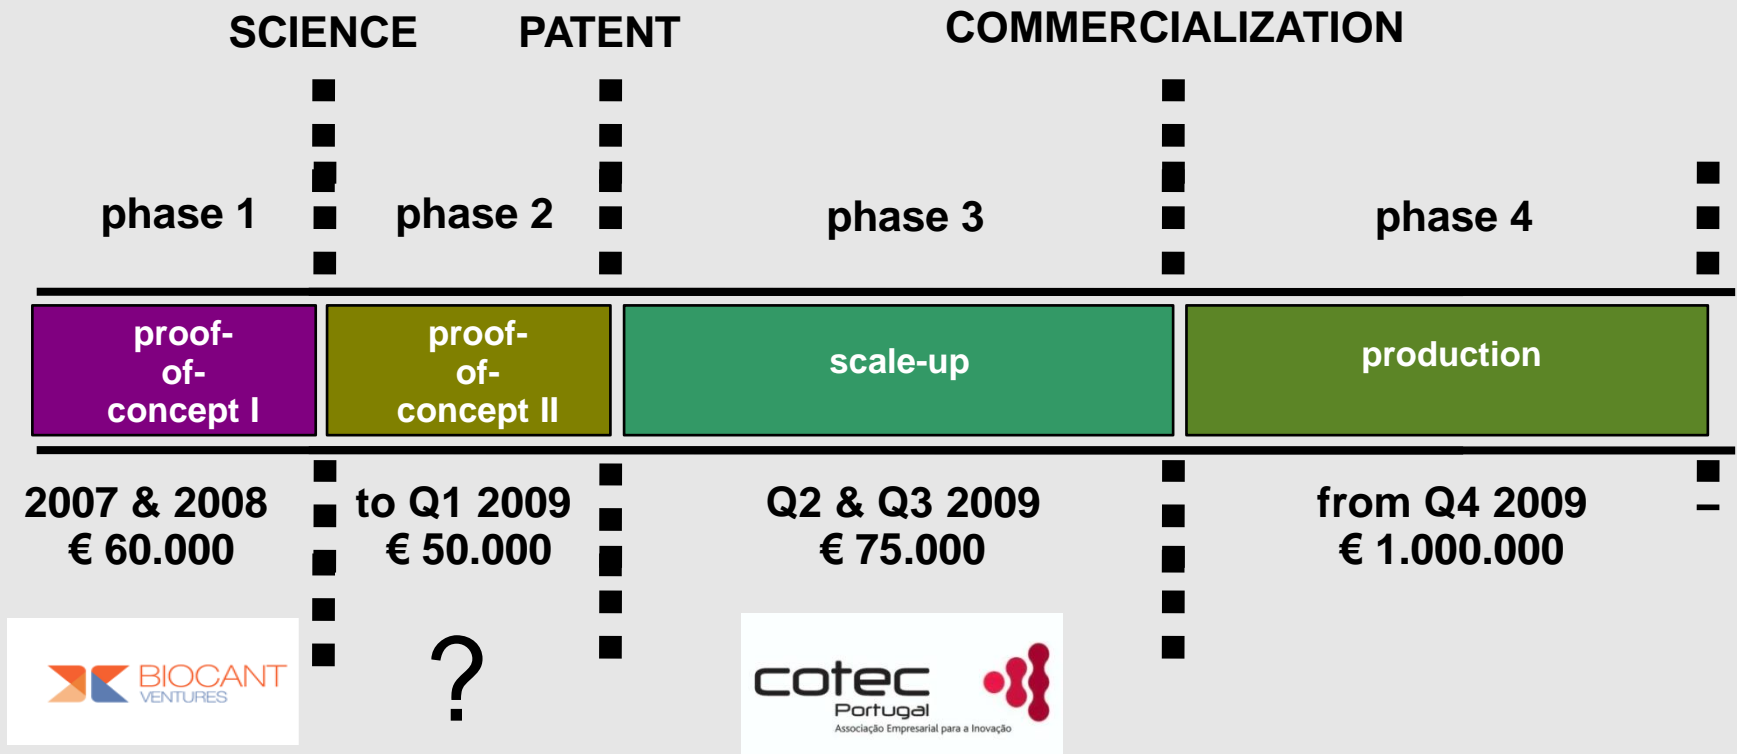 SCIENCE PATENT COMMERCIALIZATION
phase 1 phase 2 phase 3 phase 4
proof-
of-
concept I
proof-
of-
concept II
scale-up
production
2007 & 2008
€ 60.000
to Q1 2009
€ 50.000
Q2 & Q3 2009
€ 75.000
from Q4 2009
€ 1.000.000
–
BIOCANT
VENTURES
?
cotec
Portugal
Associação Empresarial para a Inovação